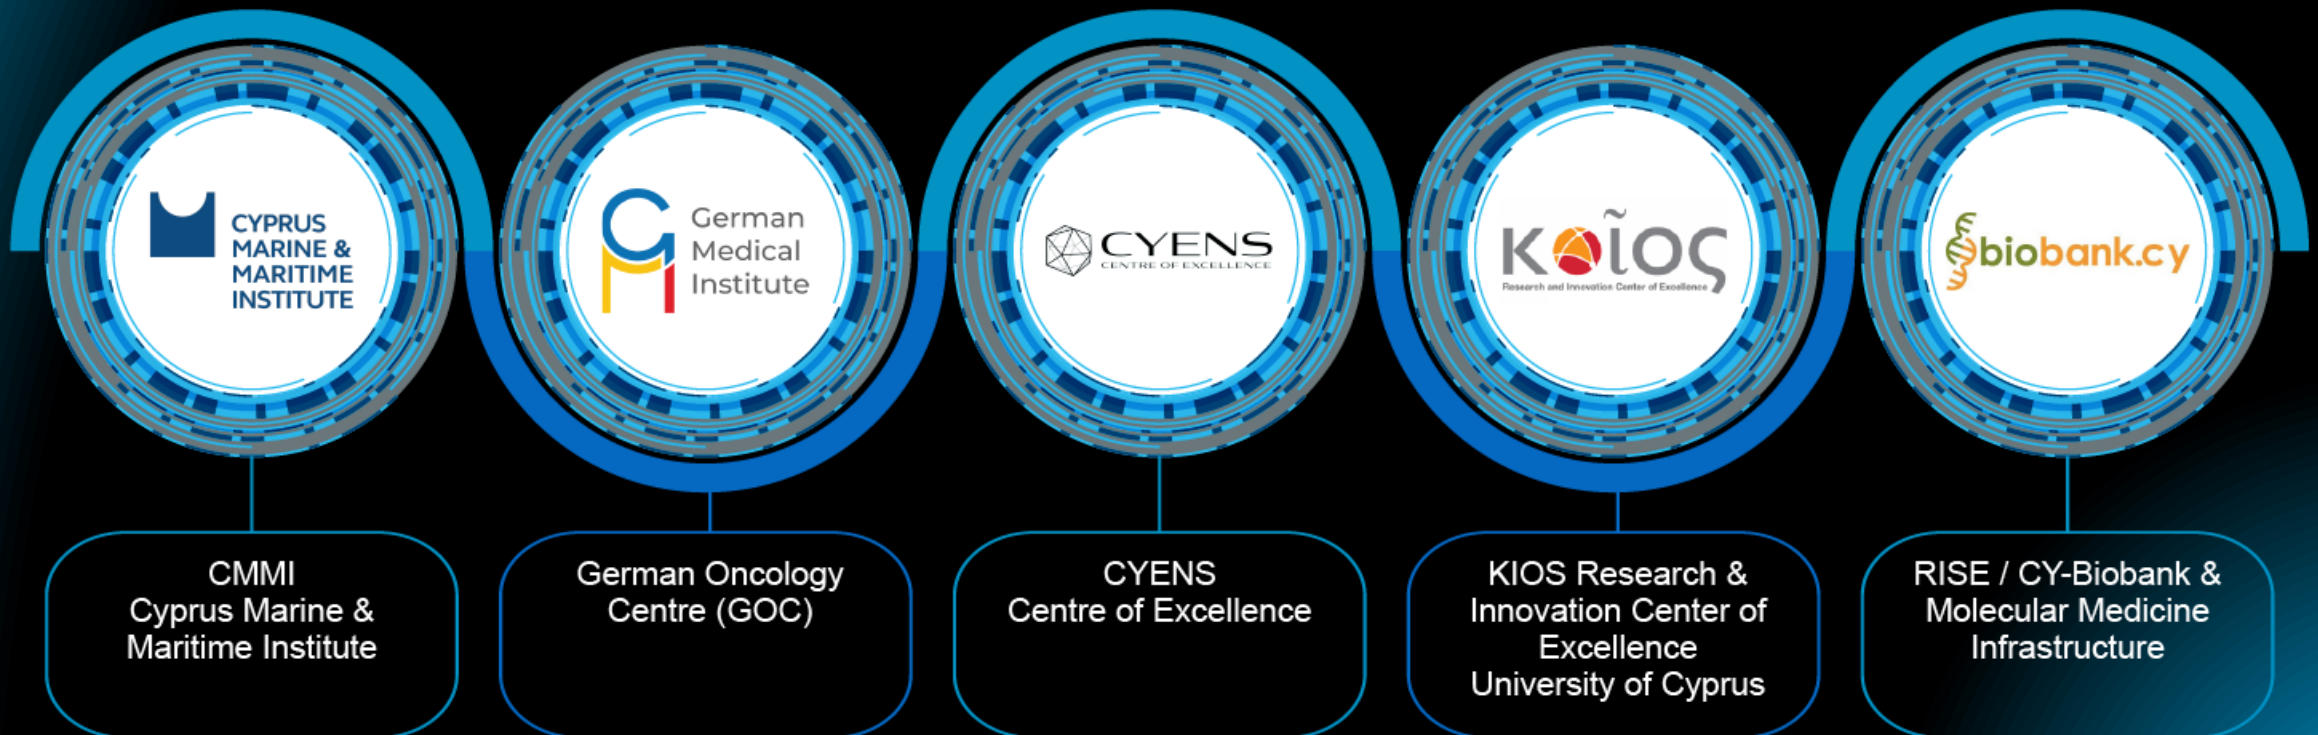 CYPRUS
MARINE &
MARITIME
INSTITUTE
German
Medical
Institute
CYENS
CENTRE OF EXCELLENCE
κοῖος
Research and Innovation Center of Excellence
biobank.cy
CMMI
Cyprus Marine &
Maritime Institute
German Oncology
Centre (GOC)
CYENS
Centre of Excellence
KIOS Research &
Innovation Center of
Excellence
University of Cyprus
RISE / CY-Biobank &
Molecular Medicine
Infrastructure